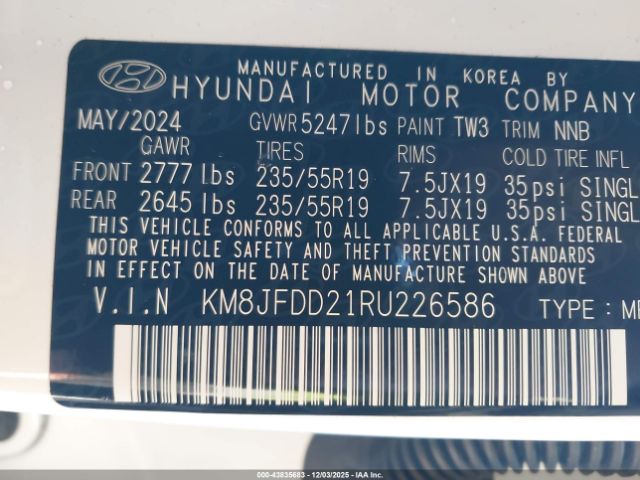 MANUFACTURED IN KOREA BY
HYUNDAI MOTOR COMPANY
MAY/2024 GVWR 5247lbs PAINT TW3 TRIM NNB
GAWR TIRES RIMS COLD TIRE INFL
FRONT 2777 lbs 235/55R19 7.5JX19 35psi SINGL
REAR 2645 lbs 235/55R19 7.5JX19 35psi SINGL
THIS VEHICLE CONFORMS TO ALL APPLICABLE U.S.A. FEDERAL
MOTOR VEHICLE SAFETY AND THEFT PREVENTION STANDARDS
IN EFFECT ON THE DATE OF MANUFACTURE SHOWN ABOVE
V.I.N KM8JFDD21RU226586 TYPE : MP
000-43835683 - 12/03/2025 - IAAI, Inc.